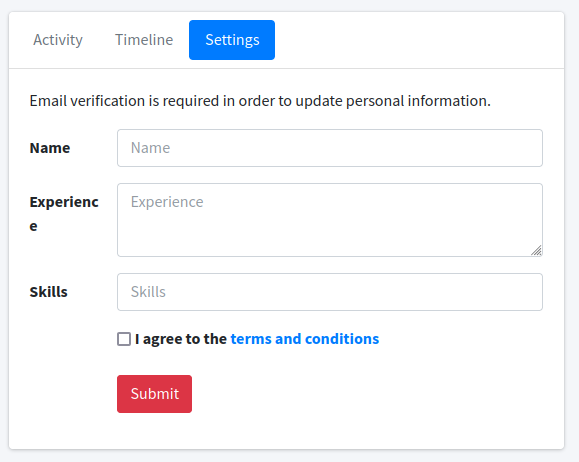 Activity Timeline Settings
Email verification is required in order to update personal information.
Name Name
Experienc Experience
e
Skills Skills
I agree to the terms and conditions
Submit